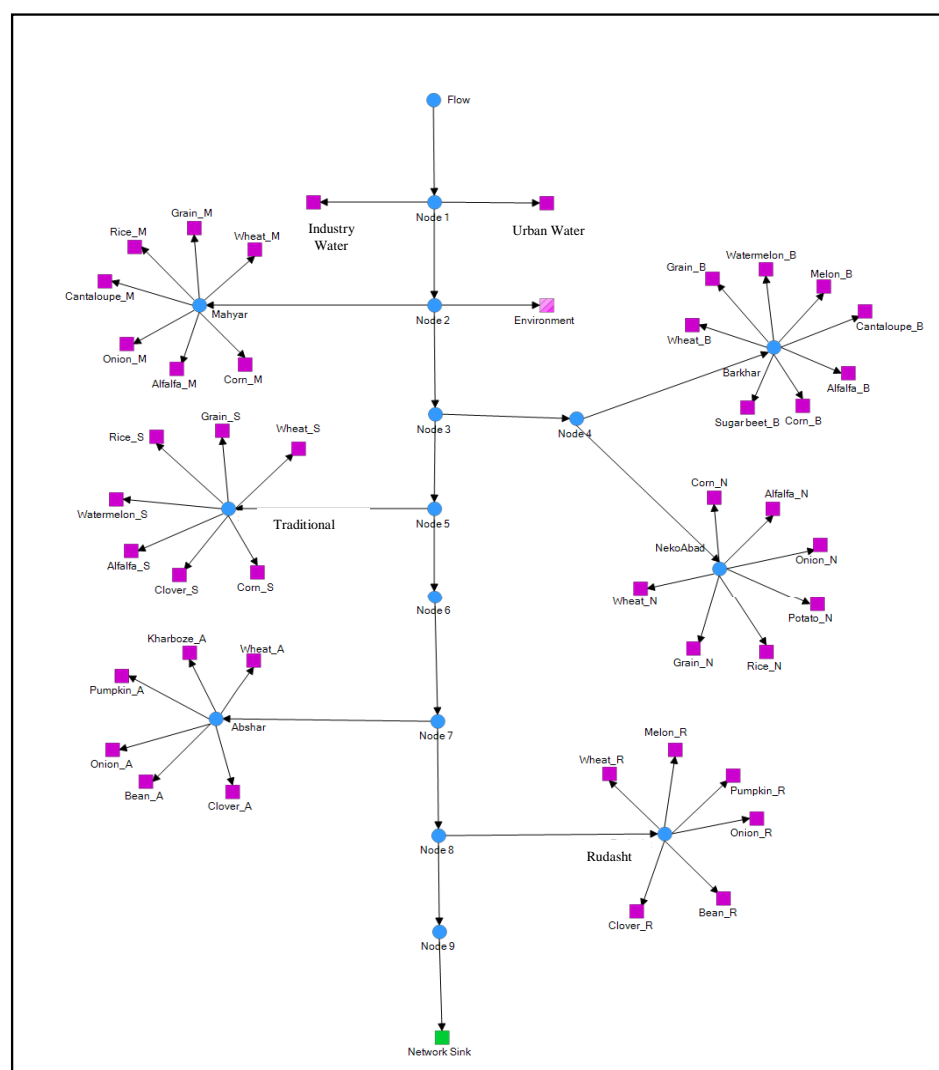 Flow
Node 1
Industry
Water
Urban Water
Grain_M
Rice_M
Wheat_M
Cantaloupe_M
Mahyar
Onion_M
Alfalfa_M
Corn_M
Node 2
Environment
Watermelon_B
Grain_B
Melon_B
Cantaloupe_B
Wheat_B
Barkhar
Alfalfa_B
Sugar beet_B
Corn_B
Node 3
Node 4
Grain_S
Rice_S
Wheat_S
Watermelon_S
Traditional
Alfalfa_S
Clover_S
Corn_S
Node 5
Corn_N
Alfalfa_N
NekoAbad
Onion_N
Wheat_N
Potato_N
Grain_N
Rice_N
Node 6
Kharboze_A
Wheat_A
Pumpkin_A
Abshar
Onion_A
Bean_A
Clover_A
Node 7
Melon_R
Wheat_R
Pumpkin_R
Onion_R
Node 8
Rudasht
Clover_R
Bean_R
Node 9
Network Sink